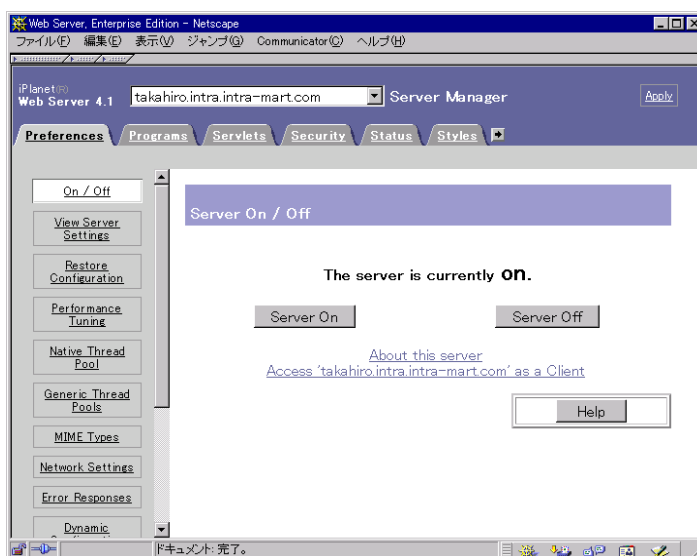 Web Server, Enterprise Edition - Netscape
ファイル(F) 編集(E) 表示(V) ジャンプ(G) Communicator(C) ヘルプ(H)
iPlanet(R)
Web Server 4.1
takahiro.intra.intra-mart.com
Server Manager
Apply
Preferences
Programs
Servlets
Security
Status
Styles
On / Off
View Server
Settings
Restore
Configuration
Performance
Tuning
Native Thread
Pool
Generic Thread
Pools
MIME Types
Network Settings
Error Responses
Dynamic
Server On / Off
The server is currently on.
Server On
Server Off
About this server
Access 'takahiro.intra.intra-mart.com' as a Client
Help
ドキュメント: 完了。